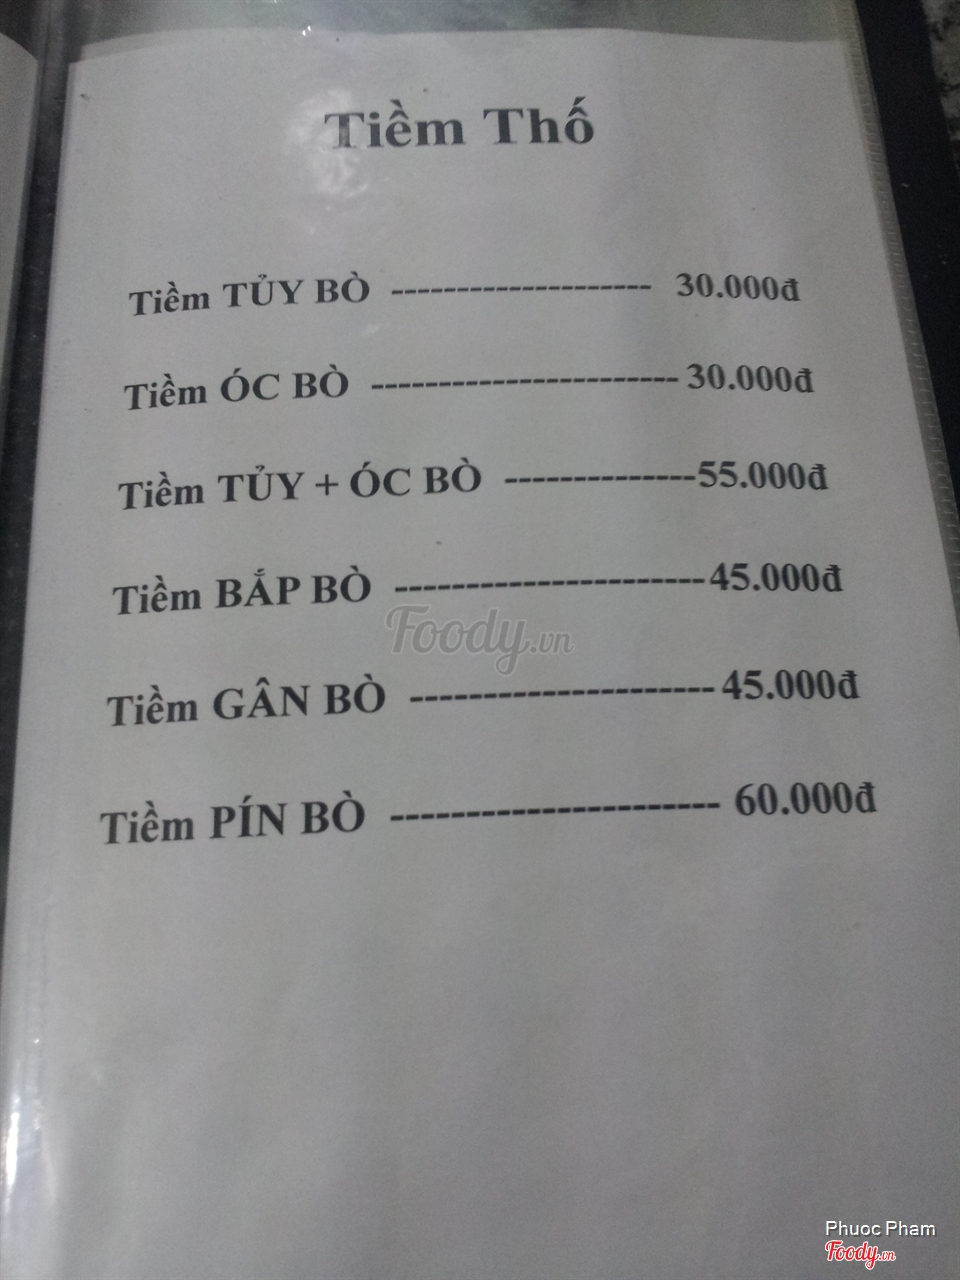 Tiềm Thố
Tiềm TỦY BÒ --------------------- 30.000đ
Tiềm ÓC BÒ ------------------------ 30.000đ
Tiềm TỦY + ÓC BÒ ---------------55.000đ
Tiềm BẮP BÒ ------------------------45.000đ
Foody.vn
Tiềm GÂN BÒ ----------------------- 45.000đ
Tiềm PÍN BÒ ------------------------ 60.000đ
Phuoc Pham
Foody.vn